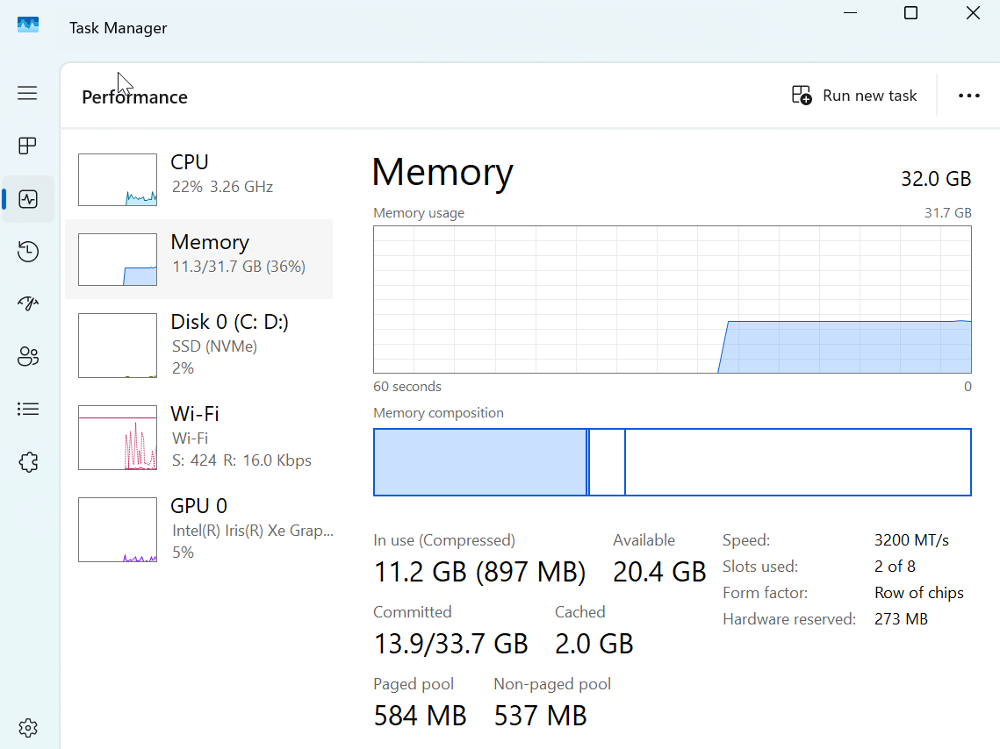 Task Manager
Performance
Run new task
CPU
22% 3.26 GHz
Memory
11.3/31.7 GB (36%)
Disk 0 (C: D:)
SSD (NVMe)
2%
Wi-Fi
Wi-Fi
S: 424 R: 16.0 Kbps
GPU 0
Intel(R) Iris(R) Xe Grap...
5%
Memory 32.0 GB
Memory usage 31.7 GB
60 seconds 0
Memory composition
In use (Compressed) Available
11.2 GB (897 MB) 20.4 GB
Committed Cached
13.9/33.7 GB 2.0 GB
Paged pool Non-paged pool
584 MB 537 MB
Speed: 3200 MT/s
Slots used: 2 of 8
Form factor: Row of chips
Hardware reserved: 273 MB